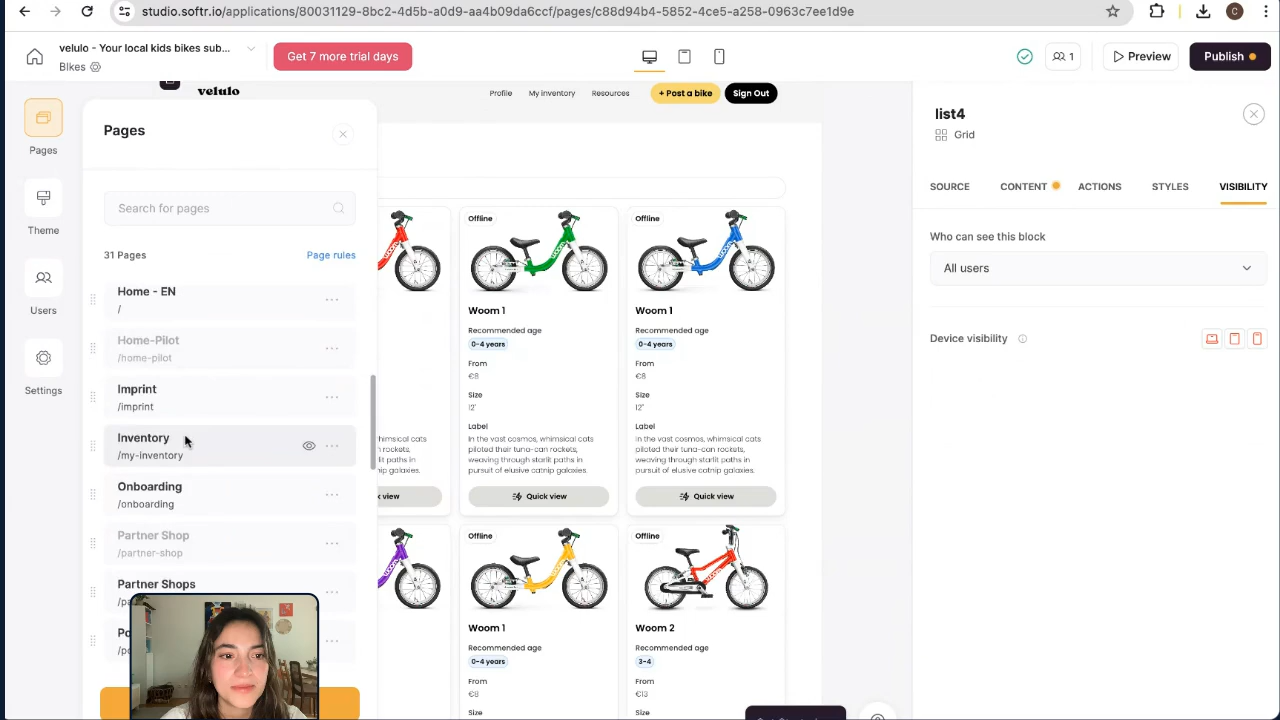 studio.softr.io/applications/80031129-8bc2-4d5b-a0d9-aa4b09da6ccf/pages/c88d94b4-5852-4ce5-a258-0963c7ee1d9e
C
velulo - Your local kids bikes sub...
BIkes
Get 7 more trial days
1
Preview
Publish
Pages
Theme
Users
Settings
Pages
Search for pages
31 Pages
Page rules
Home - EN
/
Home-Pilot
/home-pilot
Imprint
/imprint
Inventory
/my-inventory
Onboarding
/onboarding
Partner Shop
/partner-shop
Partner Shops
velulo
Profile
My inventory
Resources
+ Post a bike
Sign Out
view
Offline
Woom 1
Recommended age
0-4 years
From
€8
Size
12"
Label
In the vast cosmos, whimsical cats
piloted their tuna-can rockets,
weaving through starlit paths in
pursuit of elusive catnip galaxies.
Quick view
Offline
Woom 1
Recommended age
0-4 years
From
€8
Size
12"
Label
In the vast cosmos, whimsical cats
piloted their tuna-can rockets,
weaving through starlit paths in
pursuit of elusive catnip galaxies.
Quick view
Offline
Woom 1
Recommended age
0-4 years
From
€8
Size
Offline
Woom 2
Recommended age
3-4
From
€13
Size
list4
Grid
SOURCE
CONTENT
ACTIONS
STYLES
VISIBILITY
Who can see this block
All users
Device visibility